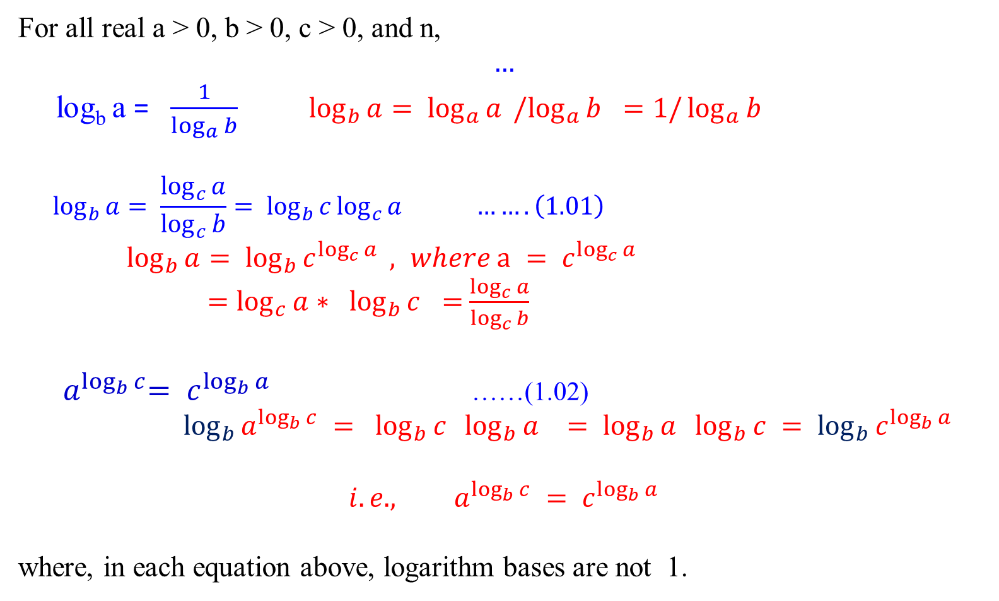 For all real a > 0, b > 0, c > 0, and n,
…
log_b a = \frac{1}{log_a b}    log_b a = log_a a / log_a b = 1/ log_a b
log_b a = \frac{log_c a}{log_c b} = log_b c log_c a    … … . (1.01)
log_b a = log_b c^{log_c a} , where a = c^{log_c a}
= log_c a * log_b c = \frac{log_c a}{log_c b}
a^{log_b c} = c^{log_b a}    ……(1.02)
log_b a^{log_b c} = log_b c log_b a = log_b a log_b c = log_b c^{log_b a}
i. e.,    a^{log_b c} = c^{log_b a}
where, in each equation above, logarithm bases are not 1.